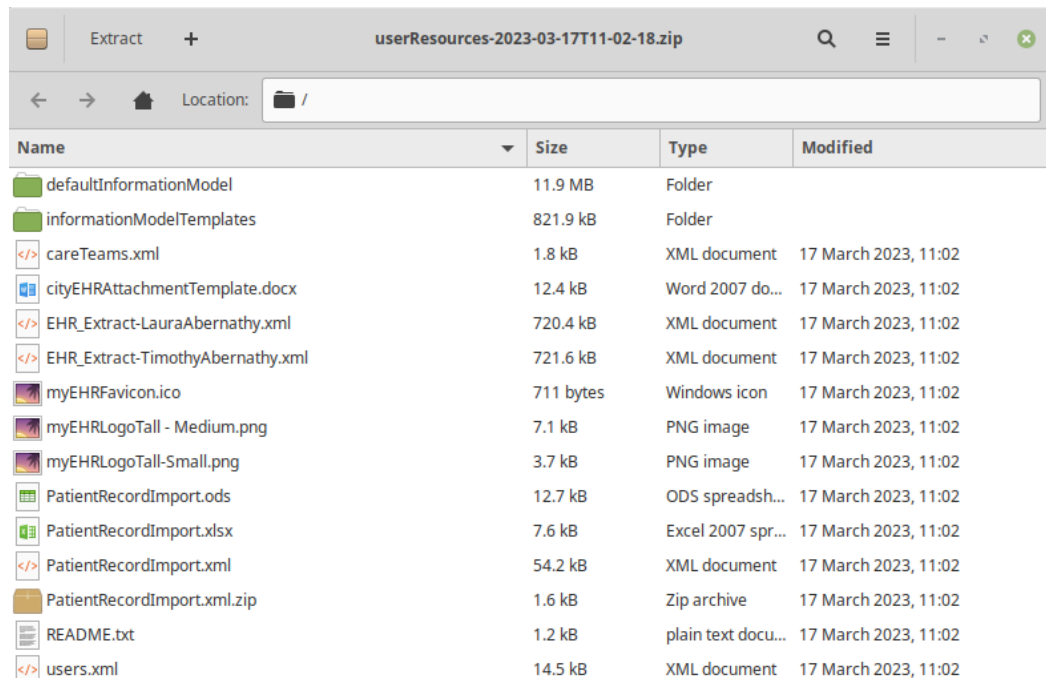 Extract + userResources-2023-03-17T11-02-18.zip
Location: /
Name Size Type Modified
defaultInformationModel 11.9 MB Folder
informationModelTemplates 821.9 kB Folder
careTeams.xml 1.8 kB XML document 17 March 2023, 11:02
cityEHRAttachmentTemplate.docx 12.4 kB Word 2007 do... 17 March 2023, 11:02
EHR_Extract-LauraAbernathy.xml 720.4 kB XML document 17 March 2023, 11:02
EHR_Extract-TimothyAbernathy.xml 721.6 kB XML document 17 March 2023, 11:02
myEHRFavicon.ico 711 bytes Windows icon 17 March 2023, 11:02
myEHRLogoTall - Medium.png 7.1 kB PNG image 17 March 2023, 11:02
myEHRLogoTall-Small.png 3.7 kB PNG image 17 March 2023, 11:02
PatientRecordImport.ods 12.7 kB ODS spreadsh... 17 March 2023, 11:02
PatientRecordImport.xlsx 7.6 kB Excel 2007 spr... 17 March 2023, 11:02
PatientRecordImport.xml 54.2 kB XML document 17 March 2023, 11:02
PatientRecordImport.xml.zip 1.6 kB Zip archive 17 March 2023, 11:02
README.txt 1.2 kB plain text docu... 17 March 2023, 11:02
users.xml 14.5 kB XML document 17 March 2023, 11:02